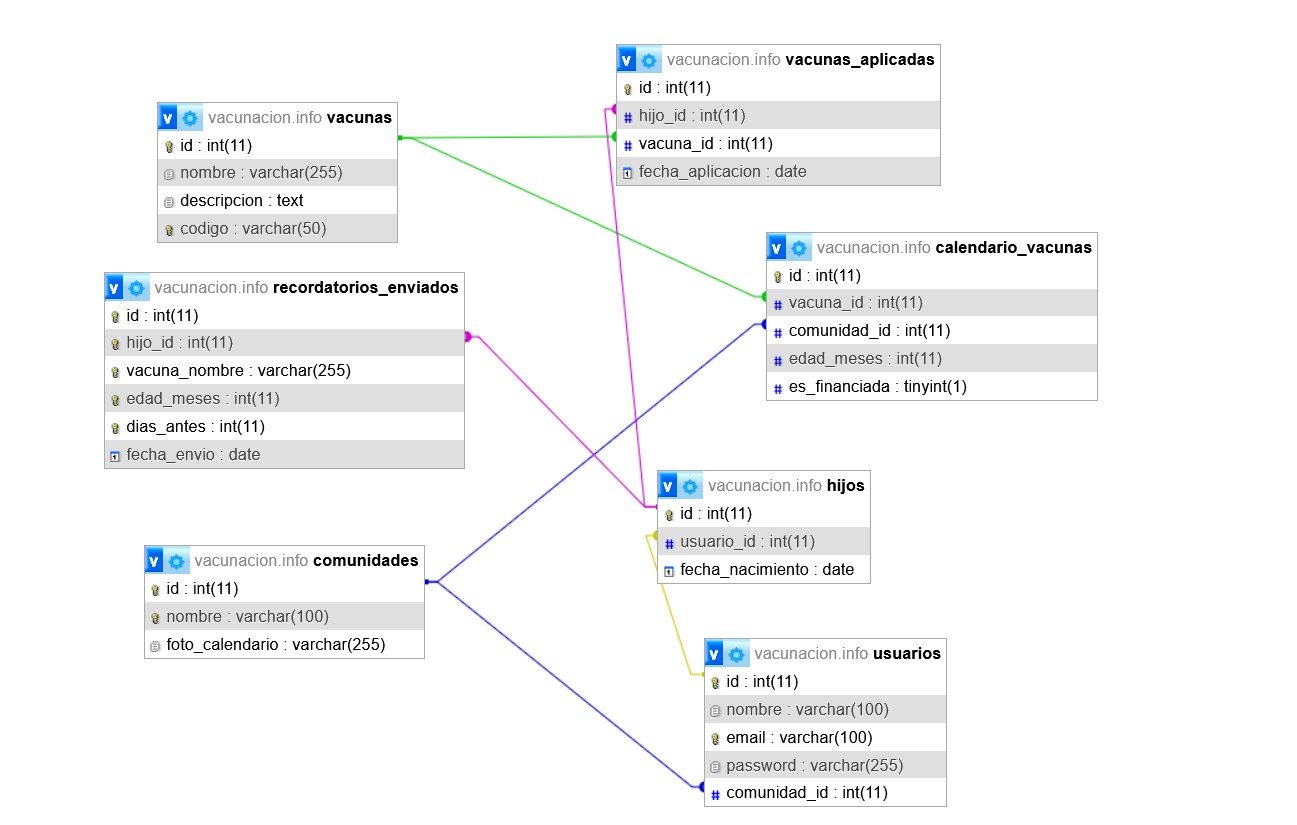 v vacunacion.info vacunas_aplicadas
id : int(11)
# hijo_id : int(11)
# vacuna_id : int(11)
fecha_aplicacion : date
v vacunacion.info vacunas
id : int(11)
nombre : varchar(255)
descripcion : text
codigo : varchar(50)
v vacunacion.info calendario_vacunas
id : int(11)
# vacuna_id : int(11)
# comunidad_id : int(11)
# edad_meses : int(11)
# es_financiada : tinyint(1)
v vacunacion.info recordatorios_enviados
id : int(11)
hijo_id : int(11)
vacuna_nombre : varchar(255)
edad_meses : int(11)
dias_antes : int(11)
fecha_envio : date
v vacunacion.info hijos
id : int(11)
# usuario_id : int(11)
fecha_nacimiento : date
v vacunacion.info comunidades
id : int(11)
nombre : varchar(100)
foto_calendario : varchar(255)
v vacunacion.info usuarios
id : int(11)
nombre : varchar(100)
email : varchar(100)
password : varchar(255)
# comunidad_id : int(11)